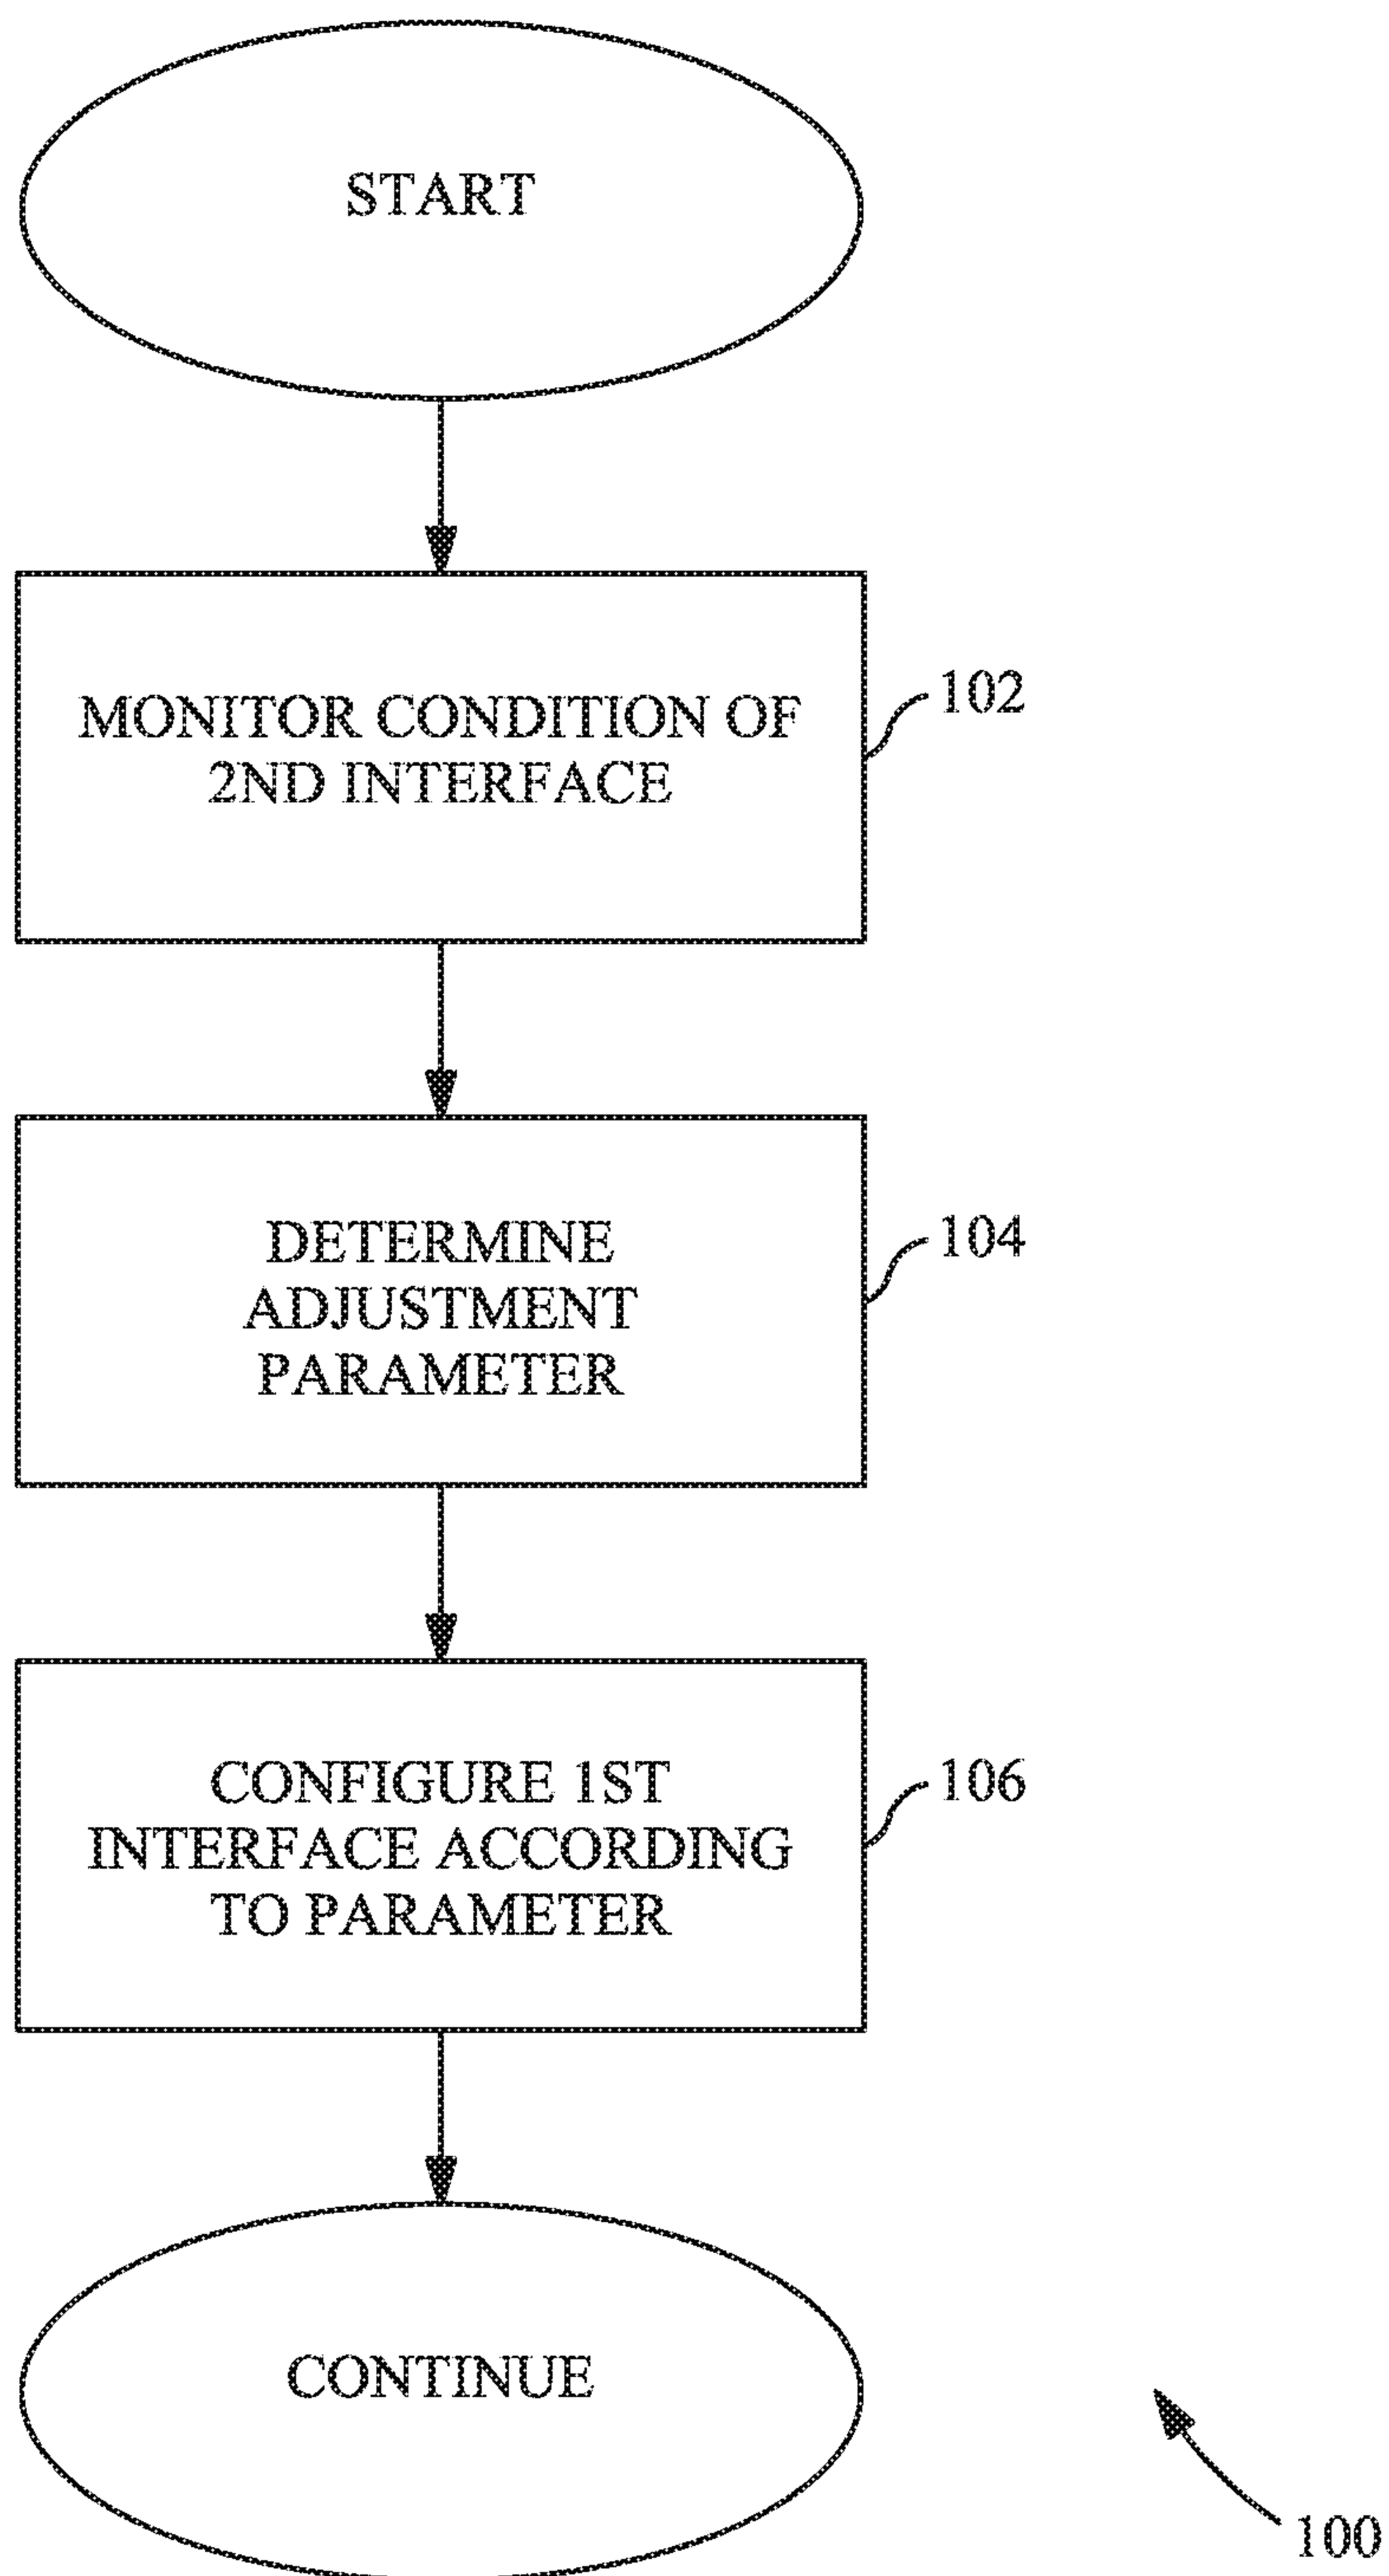 START
MONITOR CONDITION OF
2ND INTERFACE
102
DETERMINE
ADJUSTMENT
PARAMETER
104
CONFIGURE 1ST
INTERFACE ACCORDING
TO PARAMETER
106
CONTINUE
100